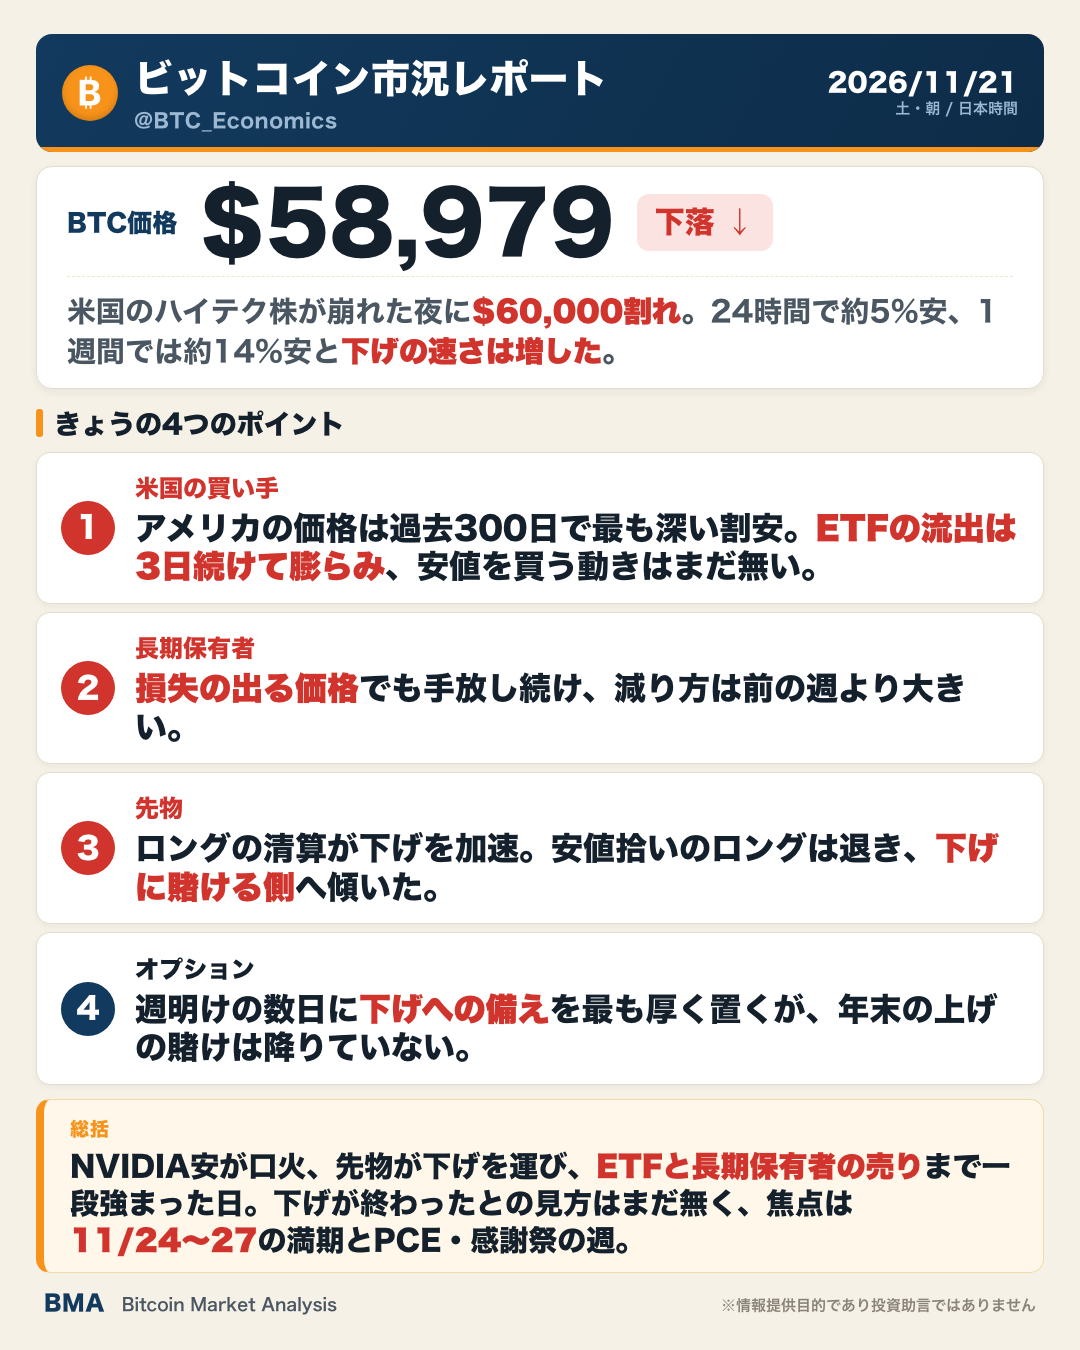 ビットコイン市況レポート
@BTC_Economics
2026/11/21
土・朝 / 日本時間
BTC価格 $58,979 下落 ↓
米国のハイテク株が崩れた夜に$60,000割れ。24時間で約5%安、1
週間では約14%安と下げの速さは増した。
きょうの4つのポイント
米国の買い手
1
アメリカの価格は過去300日で最も深い割安。ETFの流出は
3日続けて膨らみ、安値を買う動きはまだ無い。
長期保有者
2
損失の出る価格でも手放し続け、減り方は前の週より大き
い。
先物
3
ロングの清算が下げを加速。安値拾いのロングは退き、下げ
に賭ける側へ傾いた。
オプション
4
週明けの数日に下げへの備えを最も厚く置くが、年末の上げ
の賭けは降りていない。
総括
NVIDIA安が口火、先物が下げを運び、ETFと長期保有者の売りまで一
段強まった日。下げが終わったとの見方はまだ無く、焦点は
11/24〜27の満期とPCE・感謝祭の週。
BMA Bitcoin Market Analysis
※情報提供目的であり投資助言ではありません